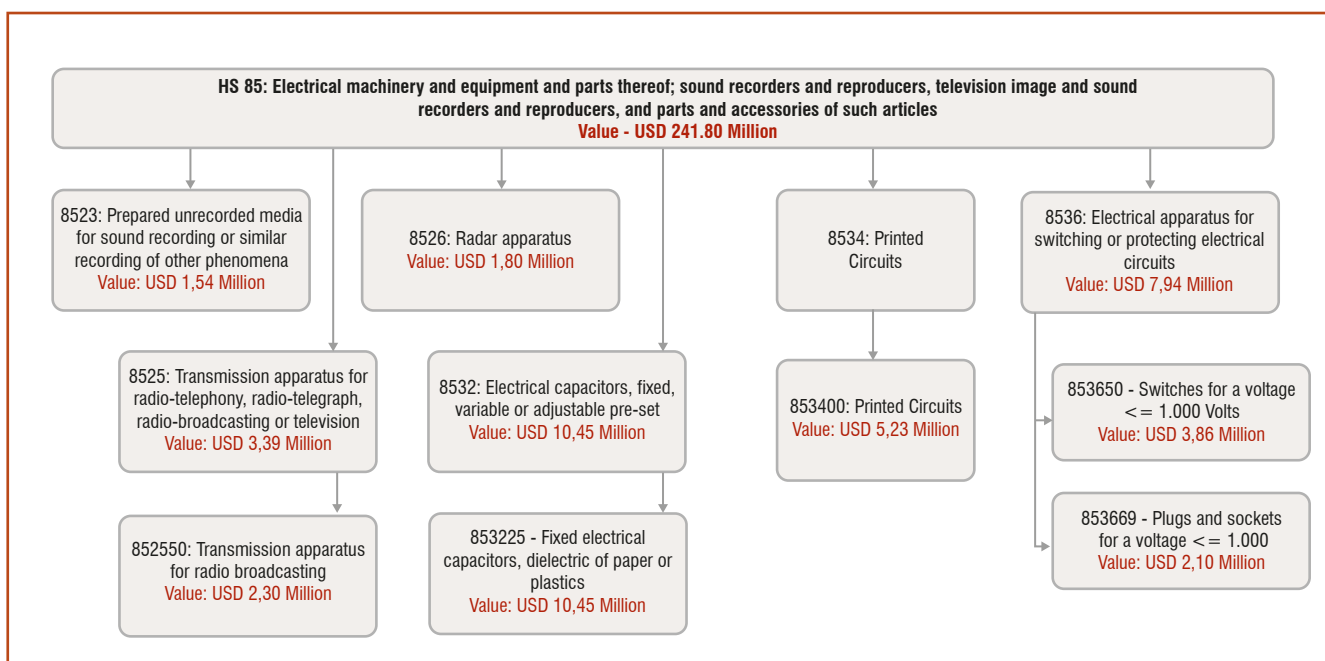 HS 85: Electrical machinery and equipment and parts thereof; sound recorders and reproducers, television image and sound
recorders and reproducers, and parts and accessories of such articles
Value - USD 241.80 Million
8523: Prepared unrecorded media
for sound recording or similar
recording of other phenomena
Value: USD 1,54 Million
8526: Radar apparatus
Value: USD 1,80 Million
8534: Printed
Circuits
8536: Electrical apparatus for
switching or protecting electrical
circuits
Value: USD 7,94 Million
8525: Transmission apparatus for
radio-telephony, radio-telegraph,
radio-broadcasting or television
Value: USD 3,39 Million
8532: Electrical capacitors, fixed,
variable or adjustable pre-set
Value: USD 10,45 Million
853400: Printed Circuits
Value: USD 5,23 Million
853650 - Switches for a voltage
<= 1.000 Volts
Value: USD 3,86 Million
852550: Transmission apparatus
for radio broadcasting
Value: USD 2,30 Million
853225 - Fixed electrical
capacitors, dielectric of paper or
plastics
Value: USD 10,45 Million
853669 - Plugs and sockets
for a voltage <= 1.000
Value: USD 2,10 Million